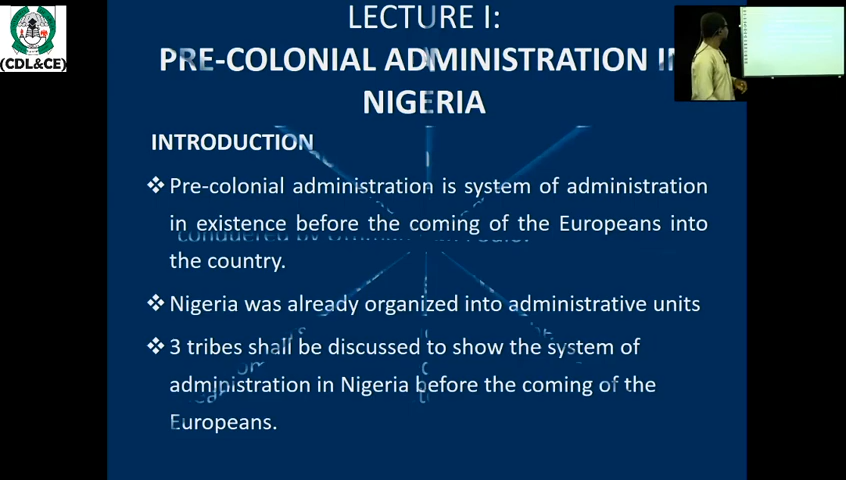 LECTURE I:
PRE-COLONIAL ADMINISTRATION IN
NIGERIA
(CDL&CE)
INTRODUCTION
❖ Pre-colonial administration is system of administration
in existence before the coming of the Europeans into
the country.
❖ Nigeria was already organized into administrative units
❖ 3 tribes shall be discussed to show the system of
administration in Nigeria before the coming of the
Europeans.